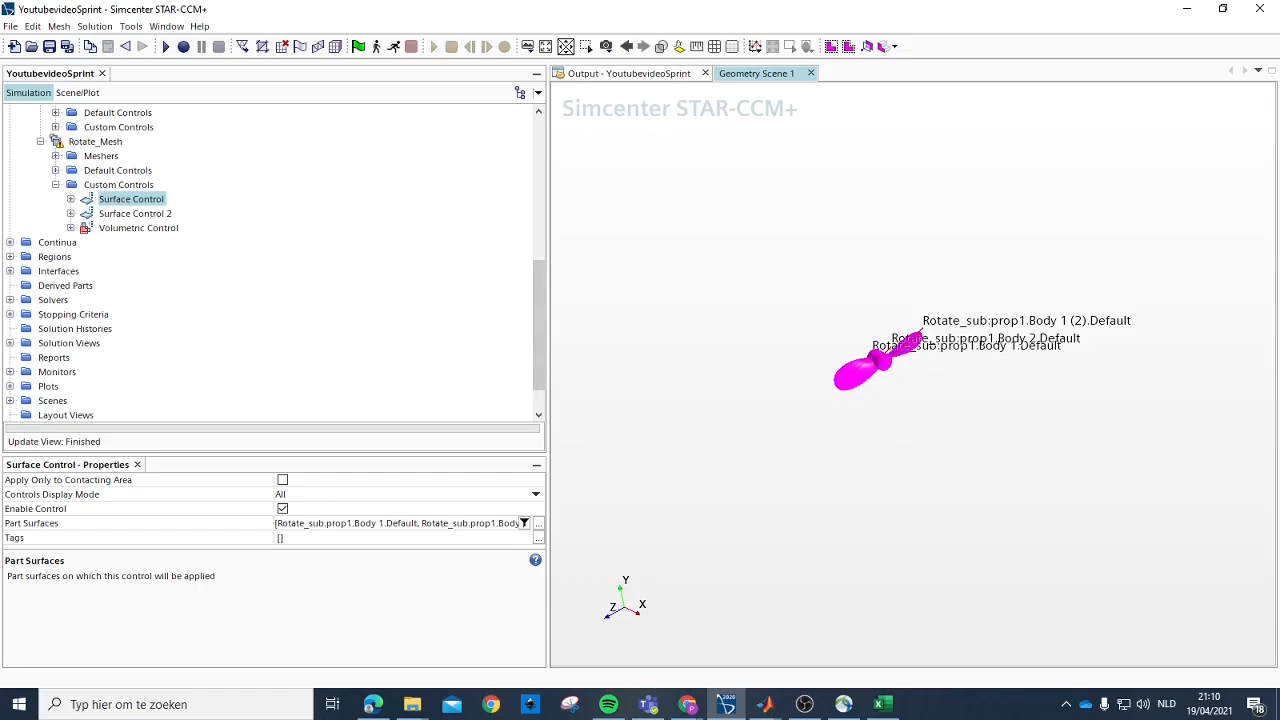 YoutubevideoSprint - Simcenter STAR-CCM+
File Edit Mesh Solution Tools Window Help
YoutubevideoSprint
Output - YoutubevideoSprint
Geometry Scene 1
Simulation
Scene/Plot
Simcenter STAR-CCM+
Default Controls
Custom Controls
Rotate_Mesh
Meshers
Default Controls
Custom Controls
Surface Control
Surface Control 2
Volumetric Control
Continua
Regions
Interfaces
Derived Parts
Solvers
Stopping Criteria
Solution Histories
Solution Views
Reports
Monitors
Plots
Scenes
Layout Views
Update View: Finished
Rotate_sub:prop1.Body 1 (2).Default
Rotate_sub:prop1.Body 2.Default
Rotate_sub:prop1.Body 1.Default
Surface Control - Properties
Apply Only to Contacting Area
Controls Display Mode All
Enable Control
Part Surfaces [Rotate_sub.prop1.Body 1.Default, Rotate_sub.prop1.Body ...
Tags [] ...
Part Surfaces
Part surfaces on which this control will be applied
Y
Z X
Typ hier om te zoeken
2020
NLD
21:10
19/04/2021
18